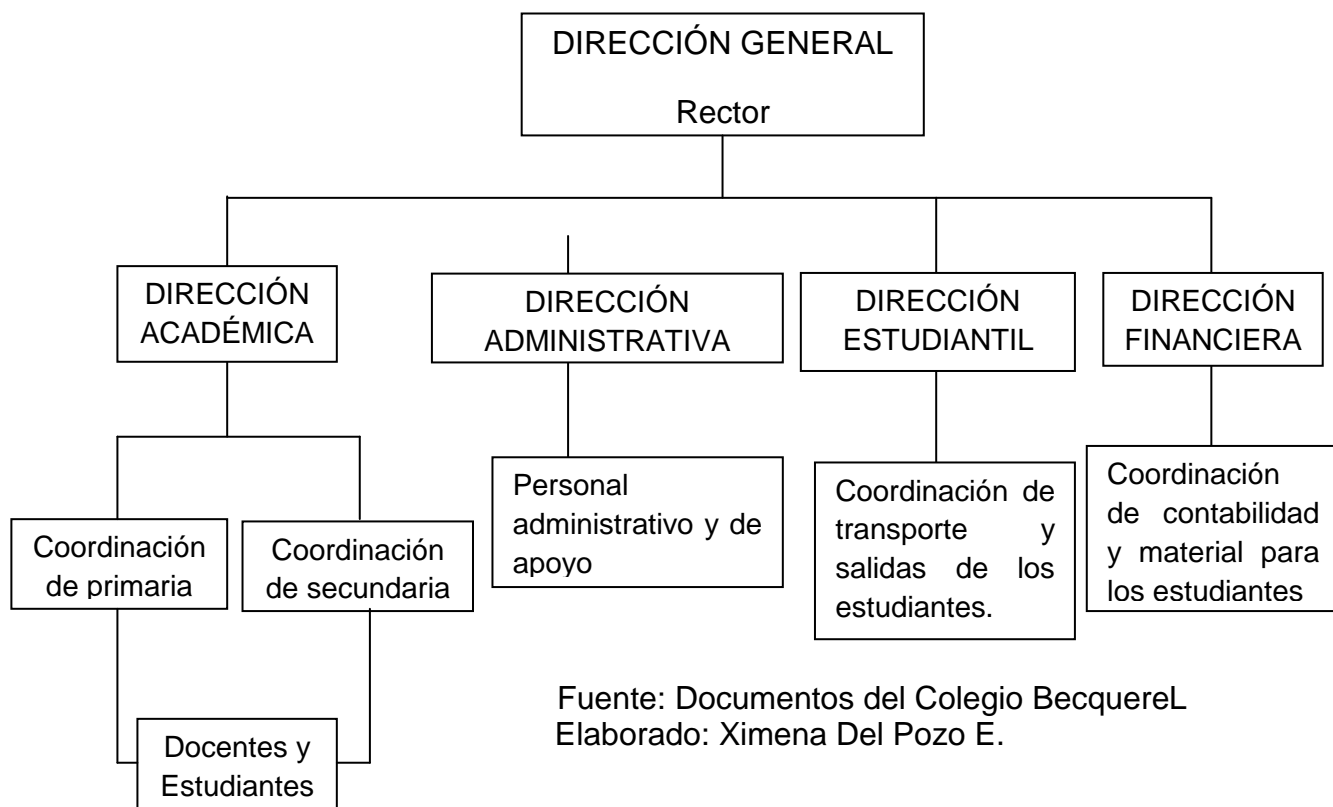 DIRECCIÓN GENERAL
Rector
DIRECCIÓN
ACADÉMICA
DIRECCIÓN
ADMINISTRATIVA
DIRECCIÓN
ESTUDIANTIL
DIRECCIÓN
FINANCIERA
Coordinación
de primaria
Coordinación
de secundaria
Personal
administrativo y de
apoyo
Coordinación de
transporte y
salidas de los
estudiantes.
Coordinación
de contabilidad
y material para
los estudiantes
Docentes y
Estudiantes
Fuente: Documentos del Colegio BecquereL
Elaborado: Ximena Del Pozo E.